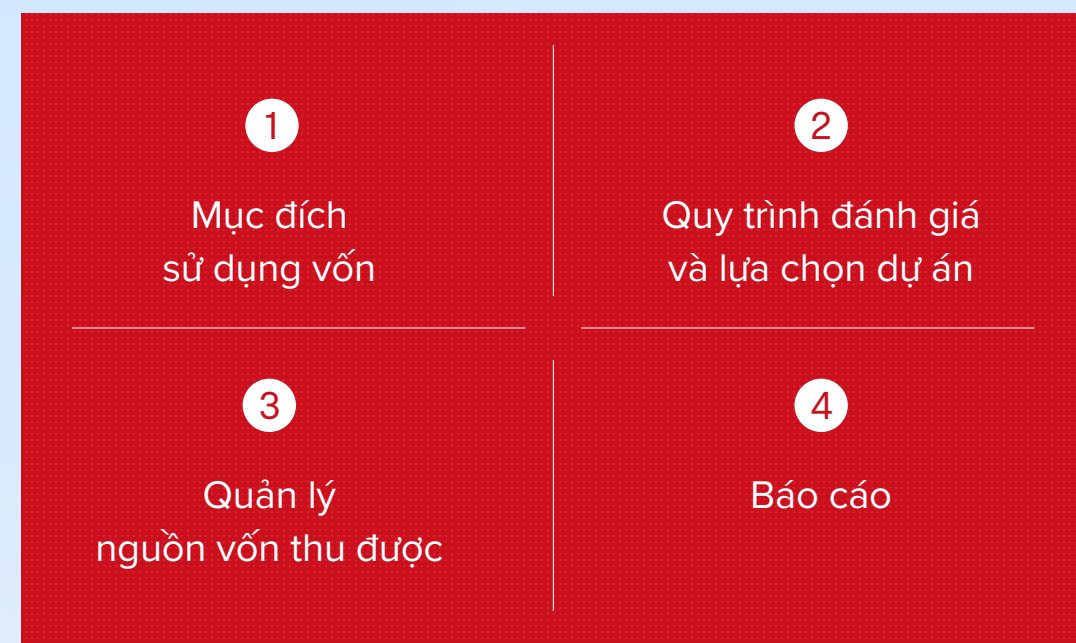 1
Mục đích
sử dụng vốn
2
Quy trình đánh giá
và lựa chọn dự án
3
Quản lý
nguồn vốn thu được
4
Báo cáo